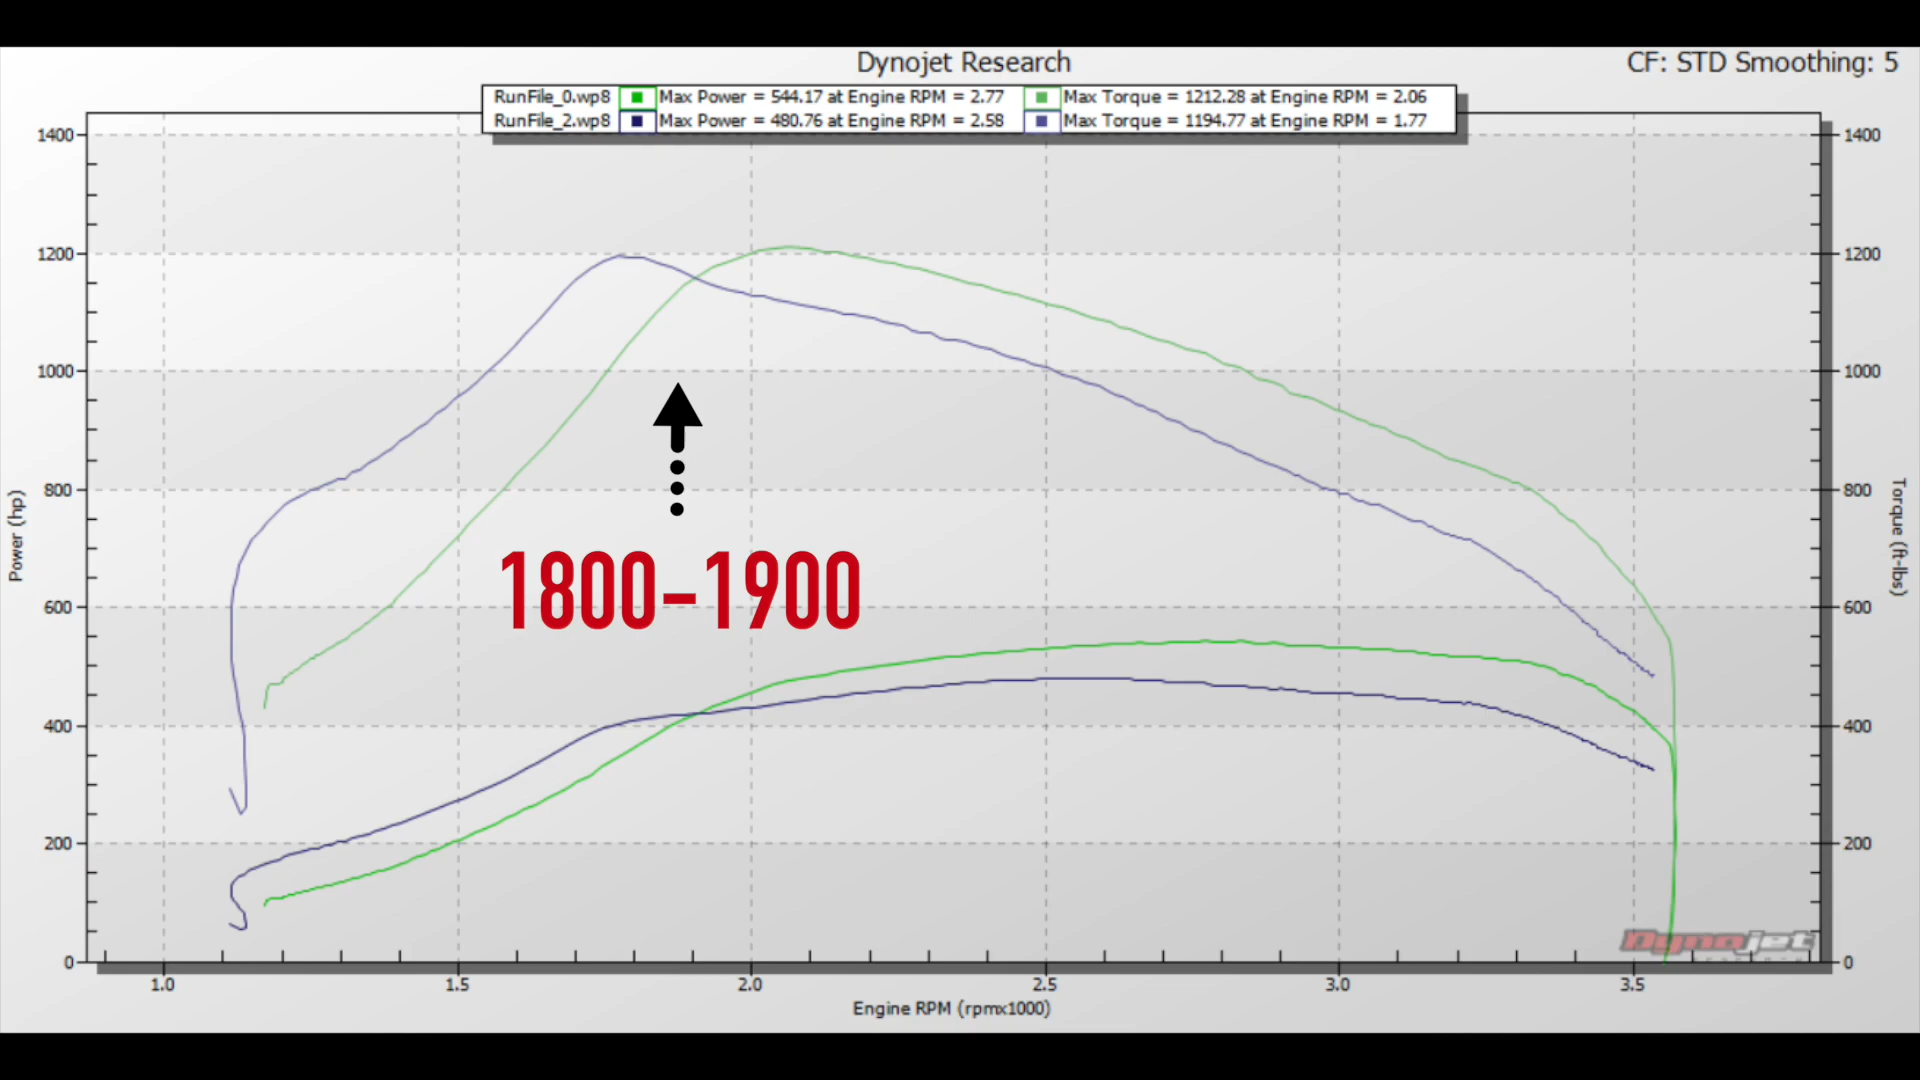 Dynojet Research
CF: STD Smoothing: 5
RunFile_0.wp8 Max Power = 544.17 at Engine RPM = 2.77 Max Torque = 1212.28 at Engine RPM = 2.06
RunFile_2.wp8 Max Power = 480.76 at Engine RPM = 2.58 Max Torque = 1194.77 at Engine RPM = 1.77
1400 1400
1200 1200
1000 1000
800 800
600 600
400 400
200 200
0 0
Power (hp)
Torque (ft-lbs)
1800-1900
Dynojet
1.0 1.5 2.0 2.5 3.0 3.5
Engine RPM (rpmx1000)